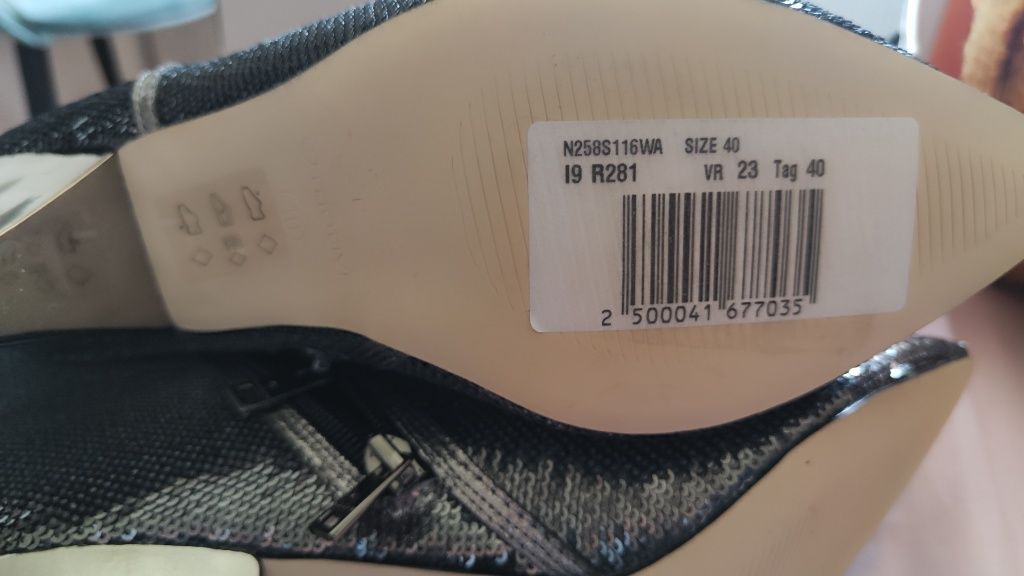 N258S116WA SIZE 40
I9 R281 VR 23 Tag 40
2 500041 677035